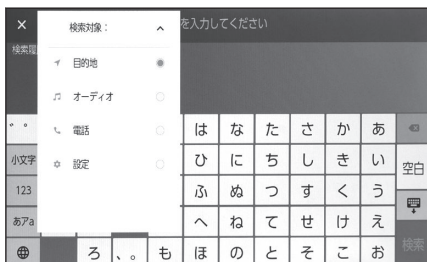 検索対象：
を入力してください
検索履
目的地
オーディオ
電話
設定
゛゜ は な た さ か あ
小文字 ひ に ち し き い 空白
123 ふ ぬ つ す く う
あアa へ ね て せ け え
ろ 、。 も ほ の と そ こ お 検索